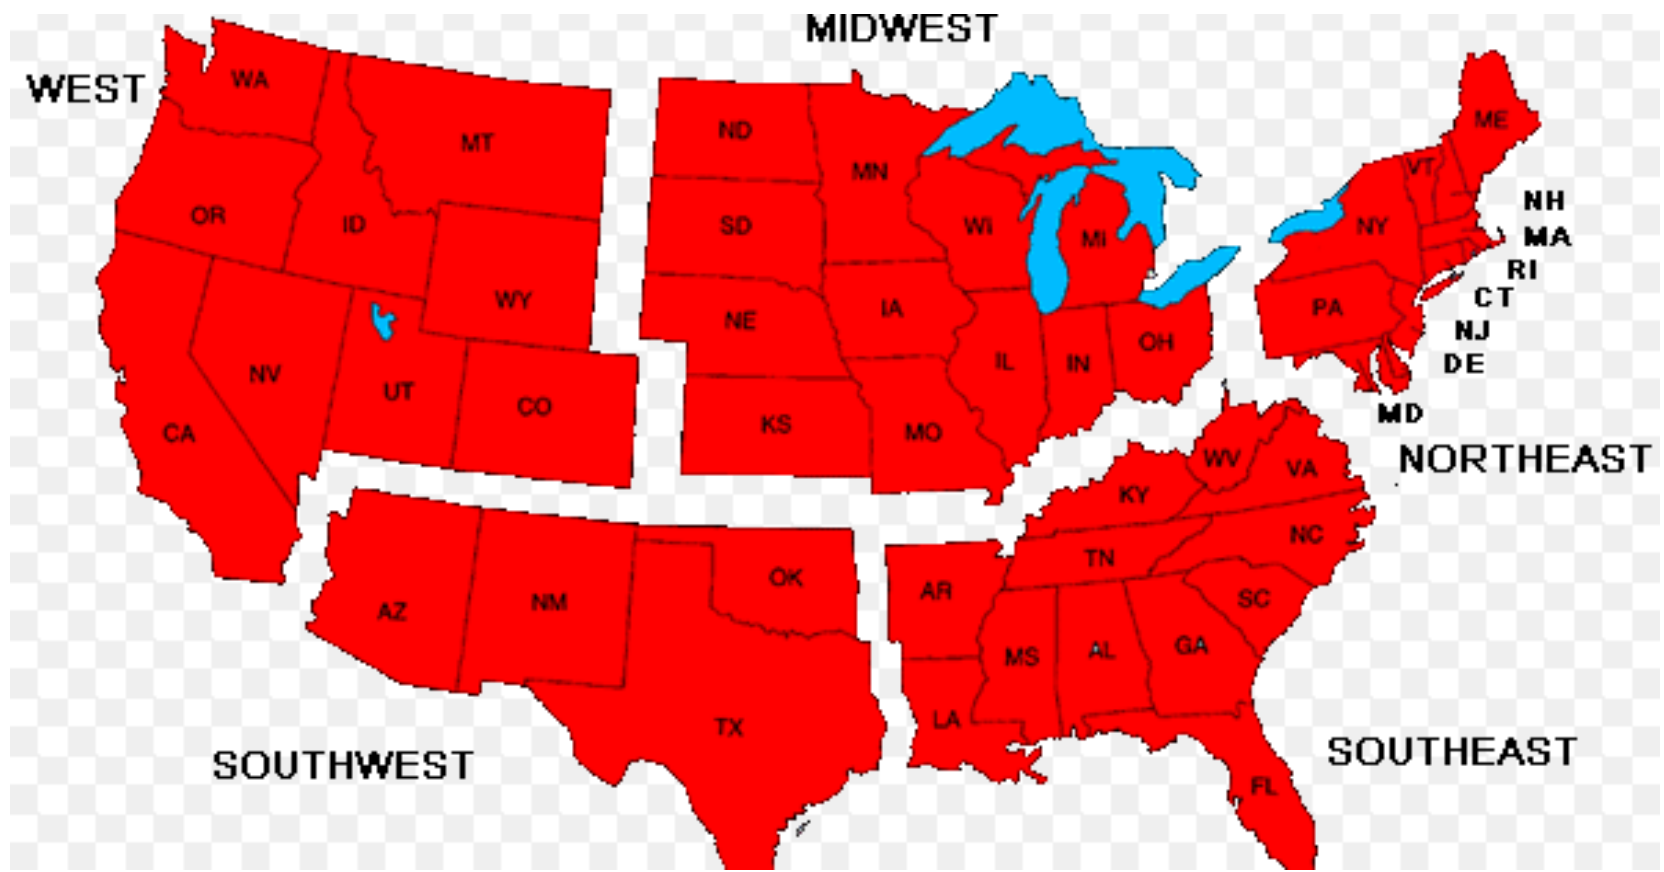 MIDWEST
WEST
WA
MT
ND
MN
ME
VT
OR
ID
SD
WI
MI
NY
NH
MA
RI
CT
NJ
DE
MD
WY
NE
IA
PA
NV
UT
CO
KS
MO
IL
IN
OH
CA
NORTHEAST
KY
WV
VA
AZ
NM
OK
AR
TN
NC
SC
MS
AL
GA
TX
LA
FL
SOUTHWEST
SOUTHEAST